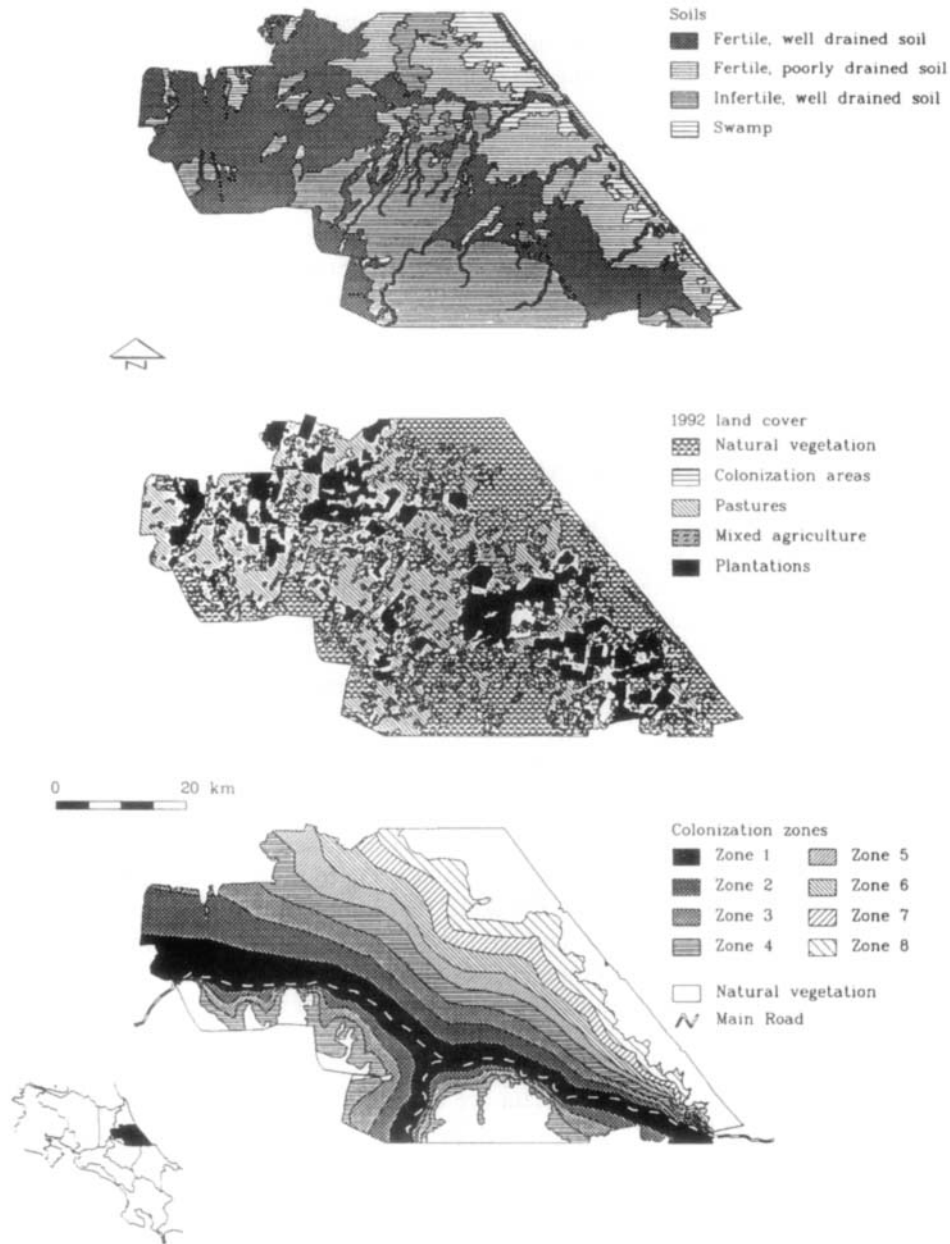 Soils
Fertile, well drained soil
Fertile, poorly drained soil
Infertile, well drained soil
Swamp
N
1992 land cover
Natural vegetation
Colonization areas
Pastures
Mixed agriculture
Plantations
0 20 km
Colonization zones
Zone 1 Zone 5
Zone 2 Zone 6
Zone 3 Zone 7
Zone 4 Zone 8
Natural vegetation
Main Road